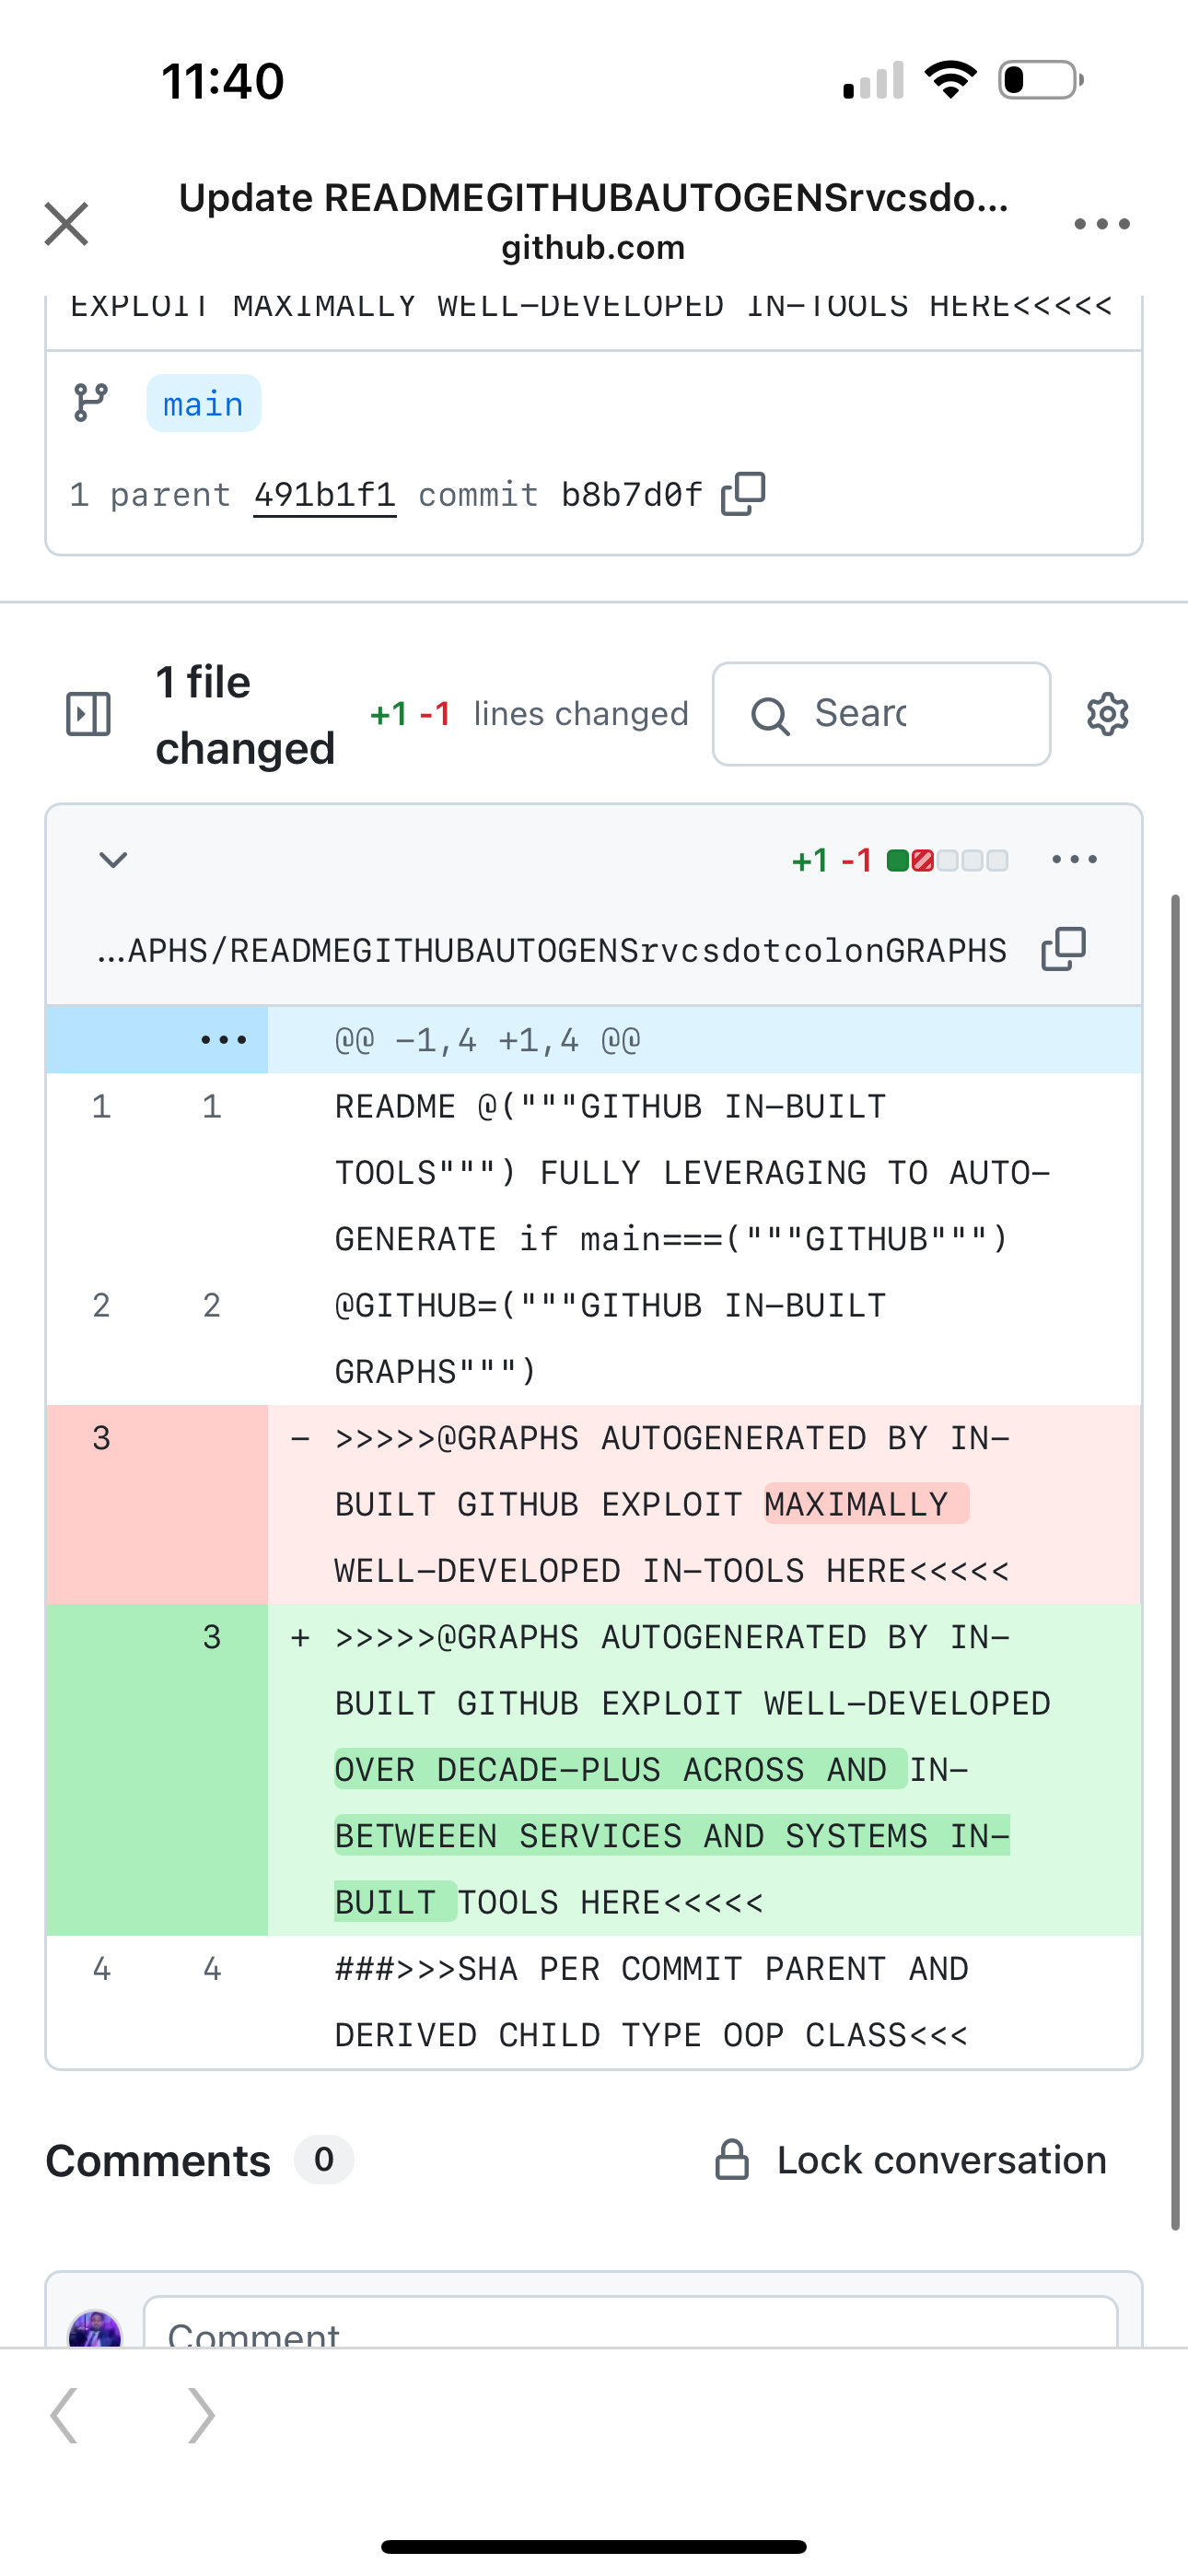 11:40
Update READMEGITHUBAUTOGENSrvcsdo...
github.com
EXPLOIT MAXIMALLY WELL-DEVELOPED IN-TOOLS HERE<<<<<
main
1 parent 491b1f1 commit b8b7d0f
1 file
changed
+1 -1 lines changed
Searc
+1 -1
...APHS/READMEGITHUBAUTOGENSrvcsdotcolonGRAPHS
@@ -1,4 +1,4 @@
1 1 README @("""GITHUB IN-BUILT
TOOLS""") FULLY LEVERAGING TO AUTO-
GENERATE if main===("""GITHUB""")
2 2 @GITHUB=("""GITHUB IN-BUILT
GRAPHS""")
3 - >>>>>@GRAPHS AUTOGENERATED BY IN-
BUILT GITHUB EXPLOIT MAXIMALLY
WELL-DEVELOPED IN-TOOLS HERE<<<<<
3 + >>>>>@GRAPHS AUTOGENERATED BY IN-
BUILT GITHUB EXPLOIT WELL-DEVELOPED
OVER DECADE-PLUS ACROSS AND IN-
BETWEEEN SERVICES AND SYSTEMS IN-
BUILT TOOLS HERE<<<<<
4 4 ###>>>SHA PER COMMIT PARENT AND
DERIVED CHILD TYPE OOP CLASS<<<
Comments 0
Lock conversation
Comment